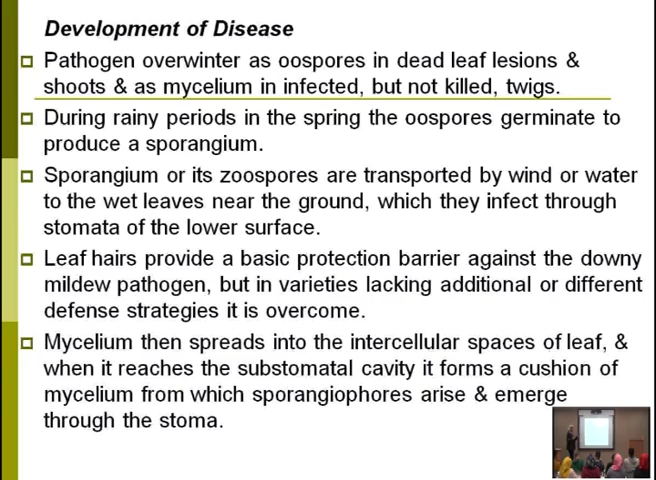 Development of Disease
Pathogen overwinter as oospores in dead leaf lesions &
shoots & as mycelium in infected, but not killed, twigs.
During rainy periods in the spring the oospores germinate to
produce a sporangium.
Sporangium or its zoospores are transported by wind or water
to the wet leaves near the ground, which they infect through
stomata of the lower surface.
Leaf hairs provide a basic protection barrier against the downy
mildew pathogen, but in varieties lacking additional or different
defense strategies it is overcome.
Mycelium then spreads into the intercellular spaces of leaf, &
when it reaches the substomatal cavity it forms a cushion of
mycelium from which sporangiophores arise & emerge
through the stoma.